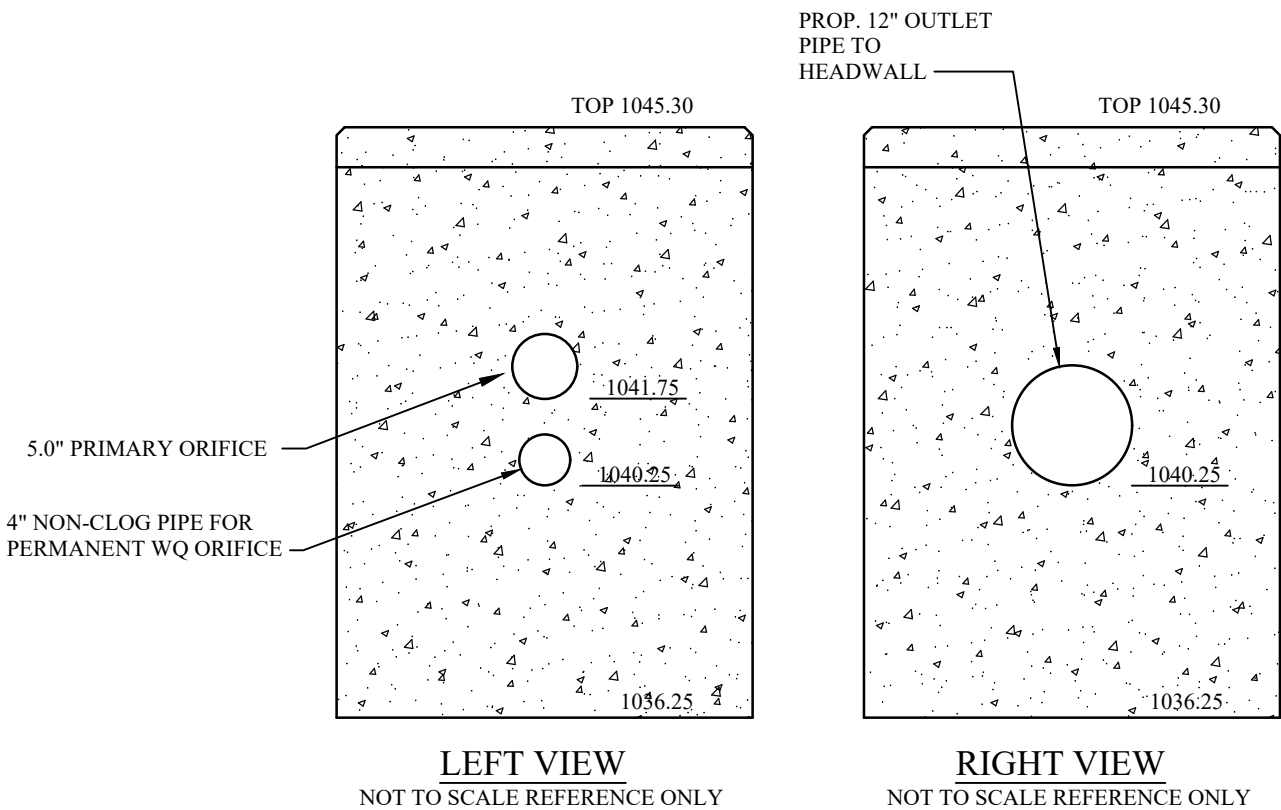 PROP. 12" OUTLET
PIPE TO
HEADWALL
TOP 1045.30
TOP 1045.30
1041.75
5.0" PRIMARY ORIFICE
1040.25
1040.25
4" NON-CLOG PIPE FOR
PERMANENT WQ ORIFICE
1036.25
1036.25
LEFT VIEW
NOT TO SCALE REFERENCE ONLY
RIGHT VIEW
NOT TO SCALE REFERENCE ONLY